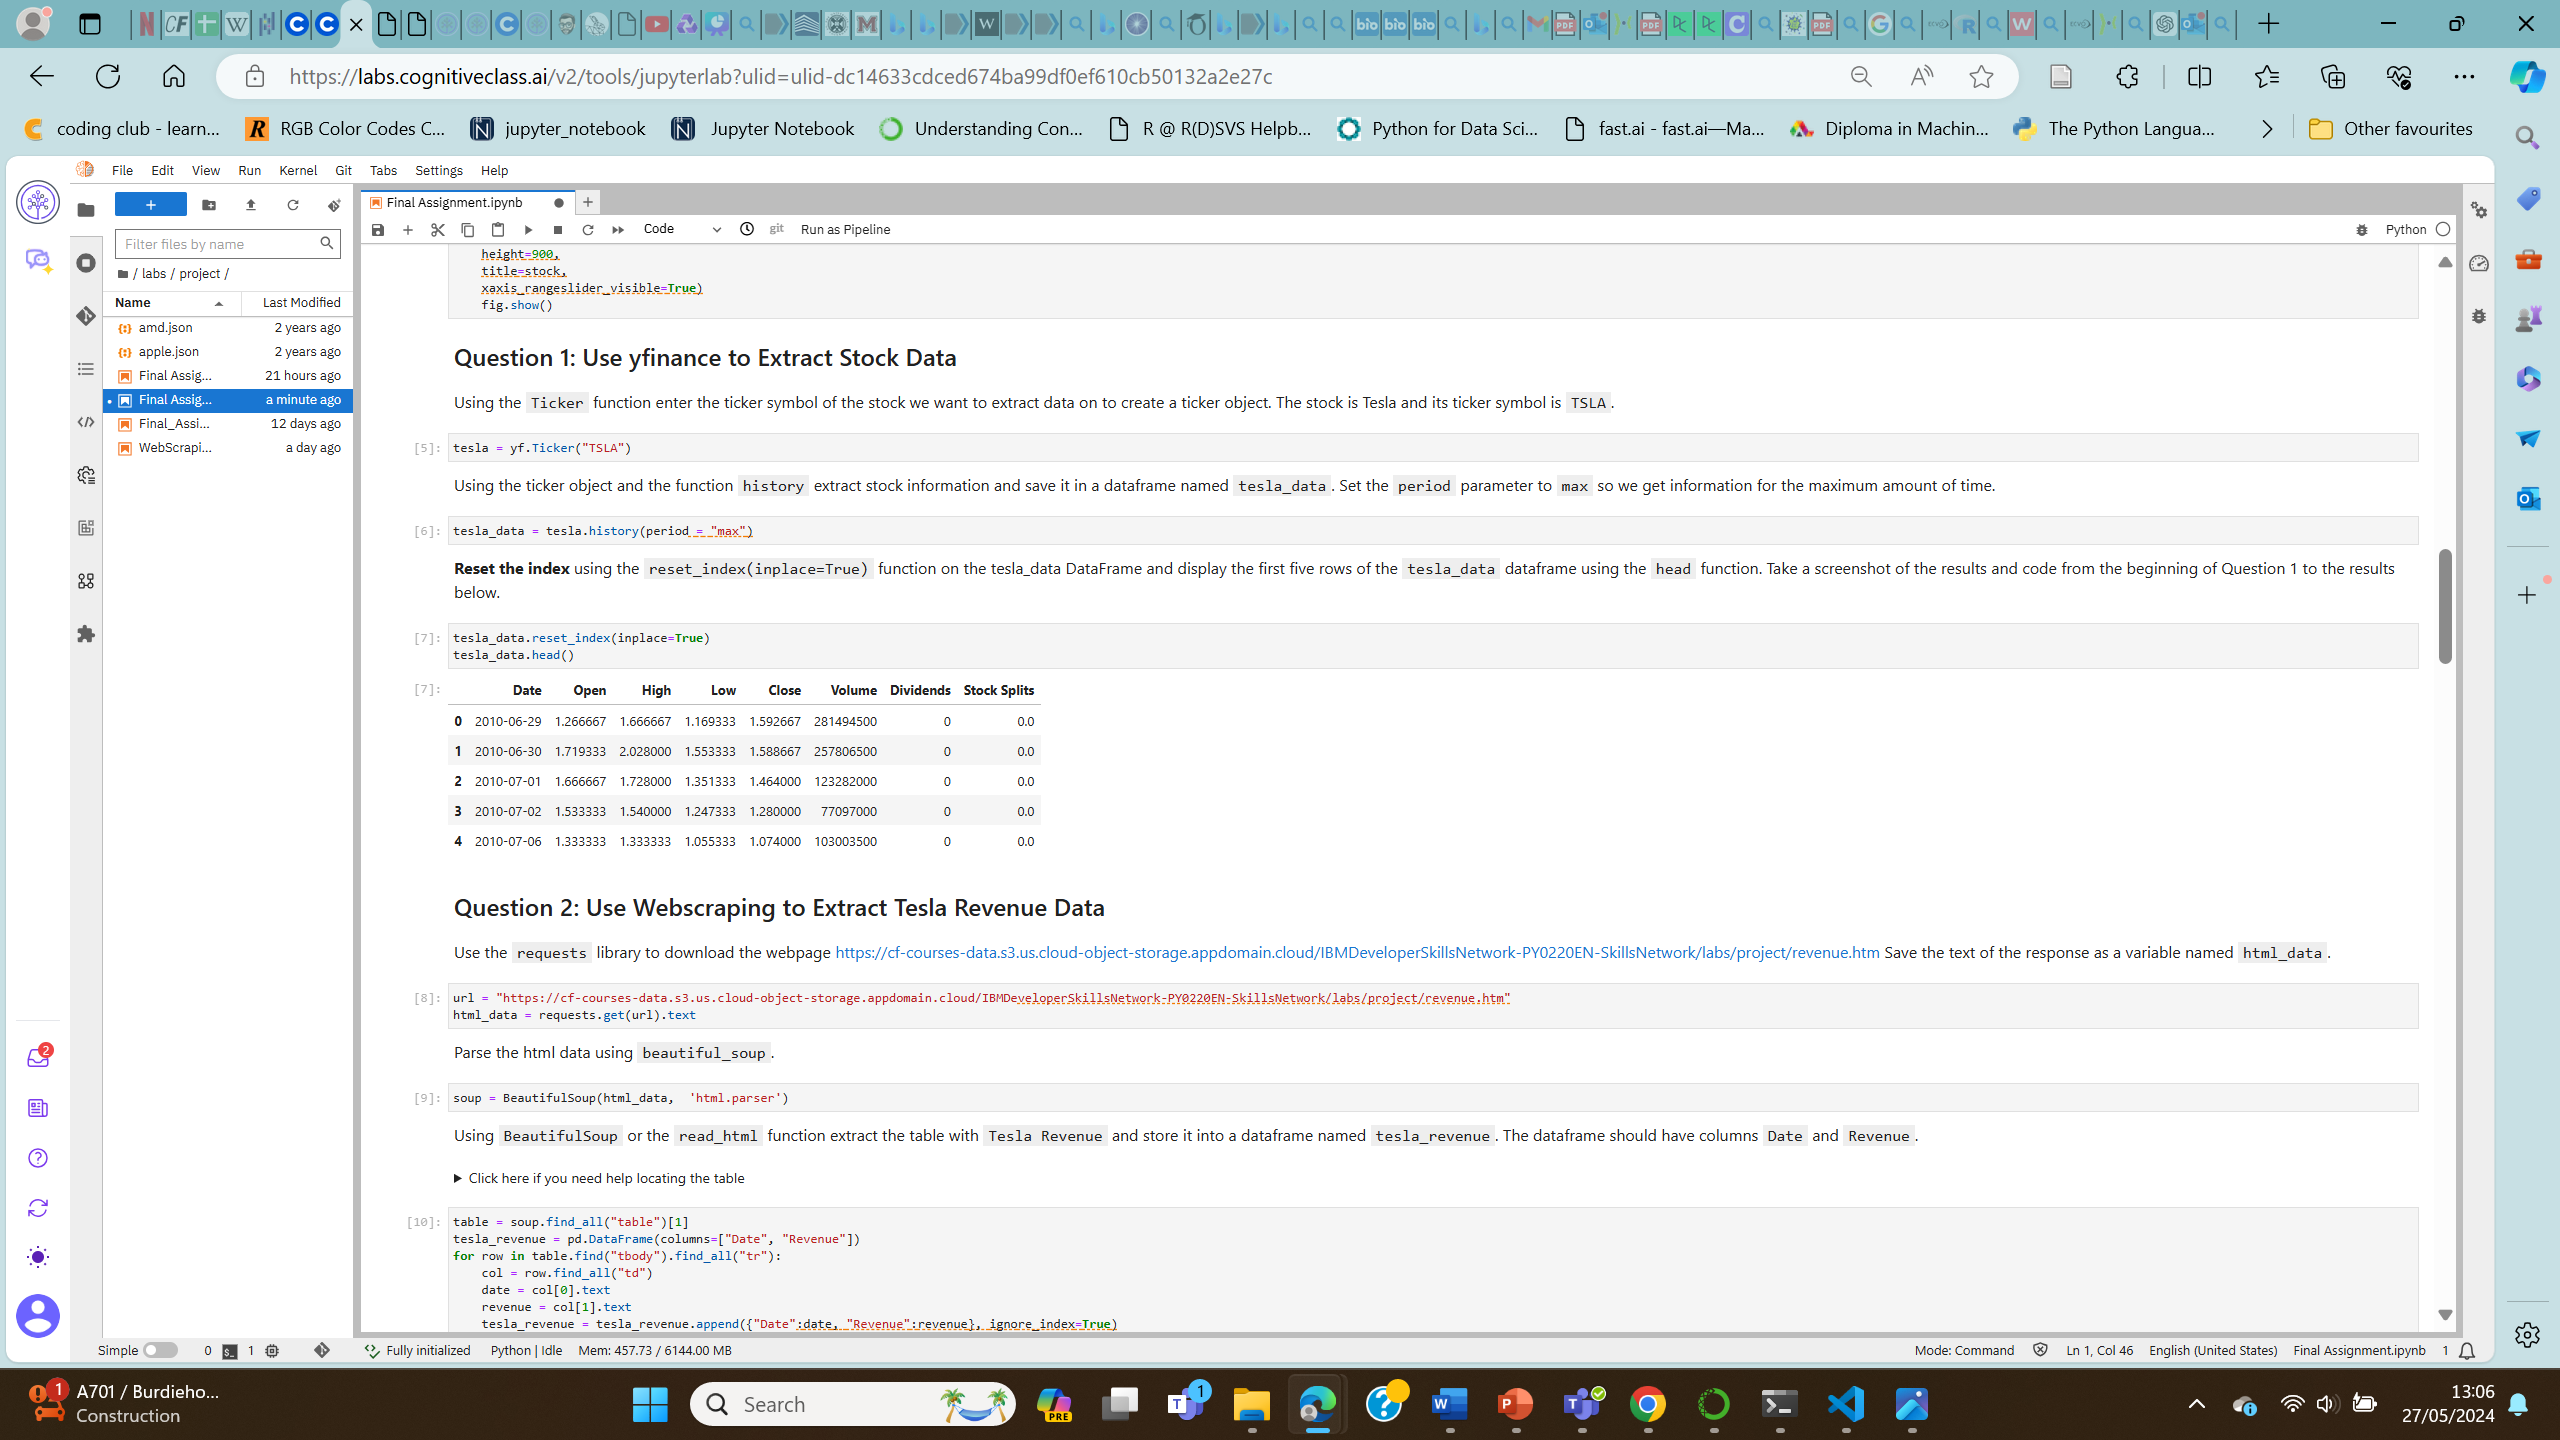 https://labs.cognitiveclass.ai/v2/tools/jupyterlab?ulid=ulid-dc14633cdced674ba99df0ef610cb50132a2e27c
coding club - learn... RGB Color Codes C... jupyter_notebook Jupyter Notebook Understanding Con... R @ R(D)SVS Helpb... Python for Data Sci... fast.ai - fast.ai—Ma... Diploma in Machin... The Python Langua... Other favourites
File Edit View Run Kernel Git Tabs Settings Help
Final Assignment.ipynb
Code git Run as Pipeline Python
Filter files by name
/ labs / project /
Name Last Modified
amd.json 2 years ago
apple.json 2 years ago
Final Assig... 21 hours ago
Final Assig... a minute ago
Final_Assi... 12 days ago
WebScrapi... a day ago
height=900,
title=stock,
xaxis_rangeslider_visible=True)
fig.show()
Question 1: Use yfinance to Extract Stock Data
Using the Ticker function enter the ticker symbol of the stock we want to extract data on to create a ticker object. The stock is Tesla and its ticker symbol is TSLA .
[5]: tesla = yf.Ticker("TSLA")
Using the ticker object and the function history extract stock information and save it in a dataframe named tesla_data . Set the period parameter to max so we get information for the maximum amount of time.
[6]: tesla_data = tesla.history(period = "max")
Reset the index using the reset_index(inplace=True) function on the tesla_data DataFrame and display the first five rows of the tesla_data dataframe using the head function. Take a screenshot of the results and code from the beginning of Question 1 to the results
below.
[7]: tesla_data.reset_index(inplace=True)
tesla_data.head()
[7]: Date Open High Low Close Volume Dividends Stock Splits
0 2010-06-29 1.266667 1.666667 1.169333 1.592667 281494500 0 0.0
1 2010-06-30 1.719333 2.028000 1.553333 1.588667 257806500 0 0.0
2 2010-07-01 1.666667 1.728000 1.351333 1.464000 123282000 0 0.0
3 2010-07-02 1.533333 1.540000 1.247333 1.280000 77097000 0 0.0
4 2010-07-06 1.333333 1.333333 1.055333 1.074000 103003500 0 0.0
Question 2: Use Webscraping to Extract Tesla Revenue Data
Use the requests library to download the webpage https://cf-courses-data.s3.us.cloud-object-storage.appdomain.cloud/IBMDeveloperSkillsNetwork-PY0220EN-SkillsNetwork/labs/project/revenue.htm Save the text of the response as a variable named html_data .
[8]: url = "https://cf-courses-data.s3.us.cloud-object-storage.appdomain.cloud/IBMDeveloperSkillsNetwork-PY0220EN-SkillsNetwork/labs/project/revenue.htm"
html_data = requests.get(url).text
Parse the html data using beautiful_soup .
[9]: soup = BeautifulSoup(html_data, 'html.parser')
Using BeautifulSoup or the read_html function extract the table with Tesla Revenue and store it into a dataframe named tesla_revenue . The dataframe should have columns Date and Revenue .
Click here if you need help locating the table
[10]: table = soup.find_all("table")[1]
tesla_revenue = pd.DataFrame(columns=["Date", "Revenue"])
for row in table.find("tbody").find_all("tr"):
col = row.find_all("td")
date = col[0].text
revenue = col[1].text
tesla_revenue = tesla_revenue.append({"Date":date, "Revenue":revenue}, ignore_index=True)
2
Simple 0 1 Fully initialized Python | Idle Mem: 457.73 / 6144.00 MB Mode: Command Ln 1, Col 46 English (United States) Final Assignment.ipynb 1
1 A701 / Burdieho...
Construction
Search
PRE
1
13:06
27/05/2024